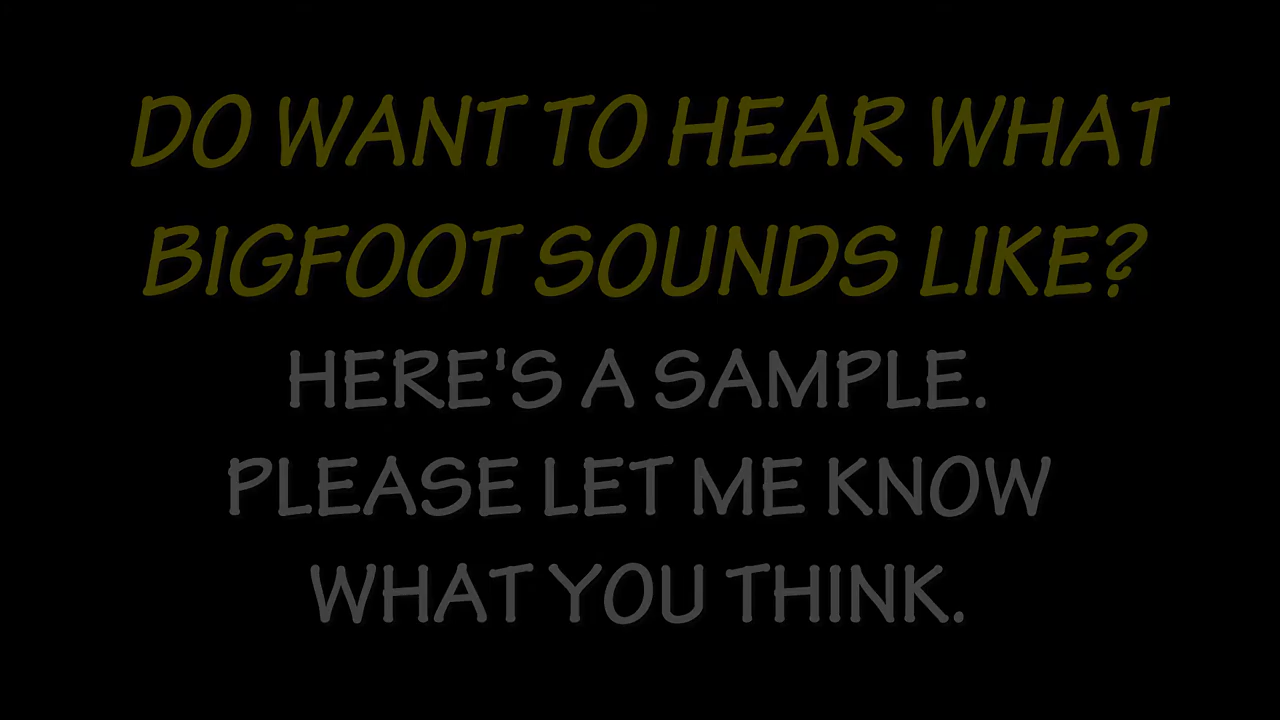 DO WANT TO HEAR WHAT
BIGFOOT SOUNDS LIKE?
HERE'S A SAMPLE.
PLEASE LET ME KNOW
WHAT YOU THINK.